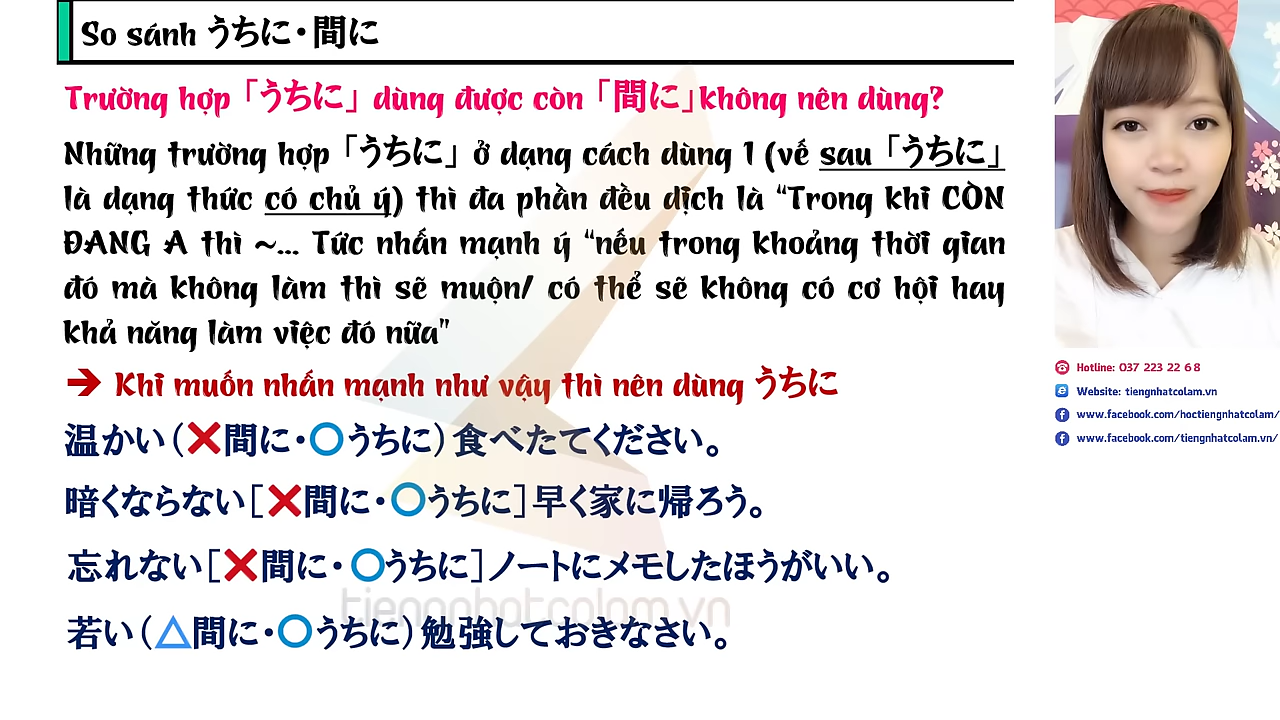 So sánh うちに・間に
Trường hợp「うちに」 dùng được còn「間に」không nên dùng?
Những trường hợp「うちに」ở dạng cách dùng 1 (vế sau「うちに」
là dạng thức có chủ ý) thì đa phần đều dịch là "Trong khi CÒN
ĐANG A thì ~... Tức nhấn mạnh ý "nếu trong khoảng thời gian
đó mà không làm thì sẽ muộn/ có thể sẽ không có cơ hội hay
khả năng làm việc đó nữa"
➔ Khi muốn nhấn mạnh như vậy thì nên dùng うちに
温かい（❌間に・〇うちに）食べたてください。
暗くならない［❌間に・〇うちに］早く家に帰ろう。
忘れない［❌間に・〇うちに］ノートにメモしたほうがいい。
若い（△間に・〇うちに）勉強しておきなさい。
tiengnhatcolam.vn
Hotline: 037 223 22 68
Website: tiengnhatcolam.vn
www.facebook.com/hoctiengnhatcolam/
www.facebook.com/tiengnhatcolam.vn/